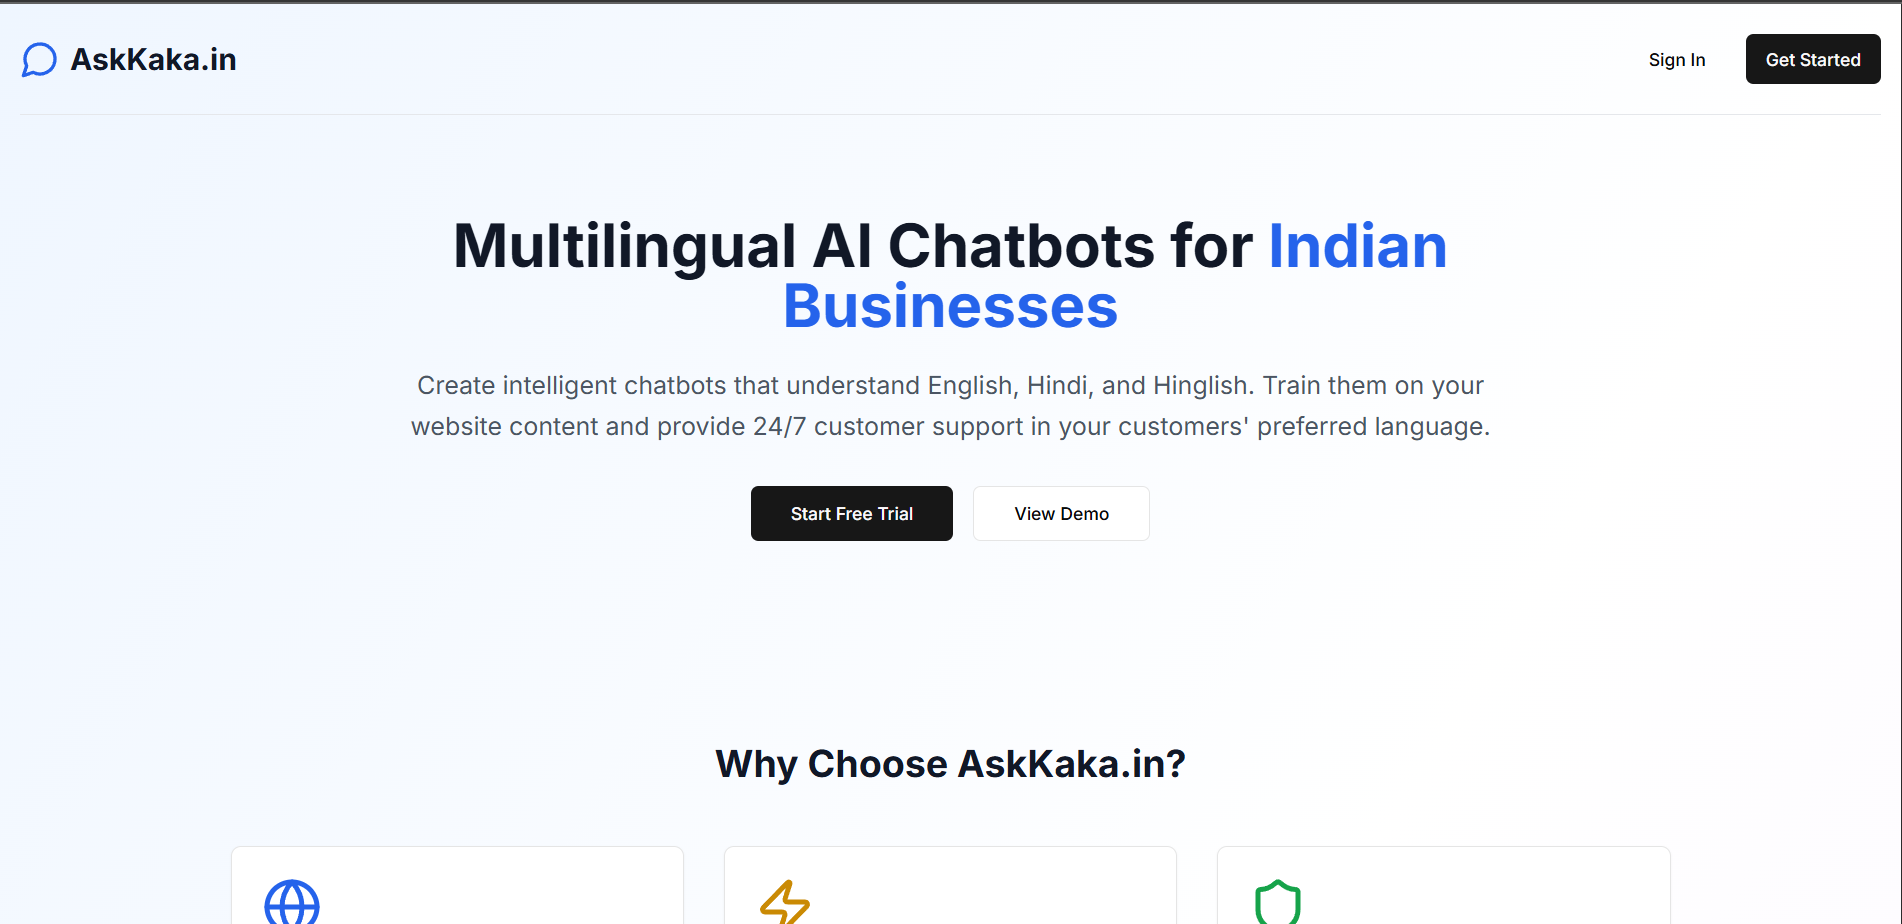 AskKaka.in
Sign In
Get Started
Multilingual AI Chatbots for Indian
Businesses
Create intelligent chatbots that understand English, Hindi, and Hinglish. Train them on your
website content and provide 24/7 customer support in your customers' preferred language.
Start Free Trial
View Demo
Why Choose AskKaka.in?